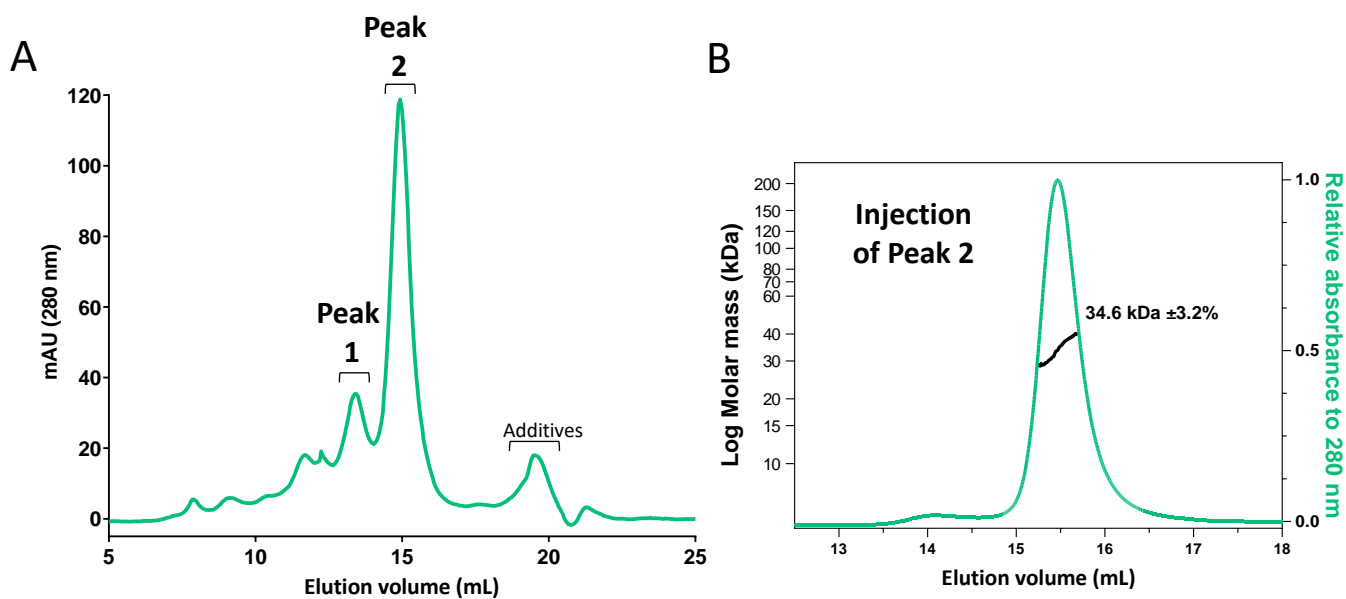 A
Peak
2
Peak
1
Additives
mAU (280 nm)
120
100
80
60
40
20
0
5
10
15
20
25
Elution volume (mL)
B
Injection
of Peak 2
34.6 kDa ±3.2%
Log Molar mass (kDa)
200
150
120
100
80
70
60
40
30
20
15
10
1.0
0.5
0.0
Relative absorbance to 280 nm
13
14
15
16
17
18
Elution volume (mL)